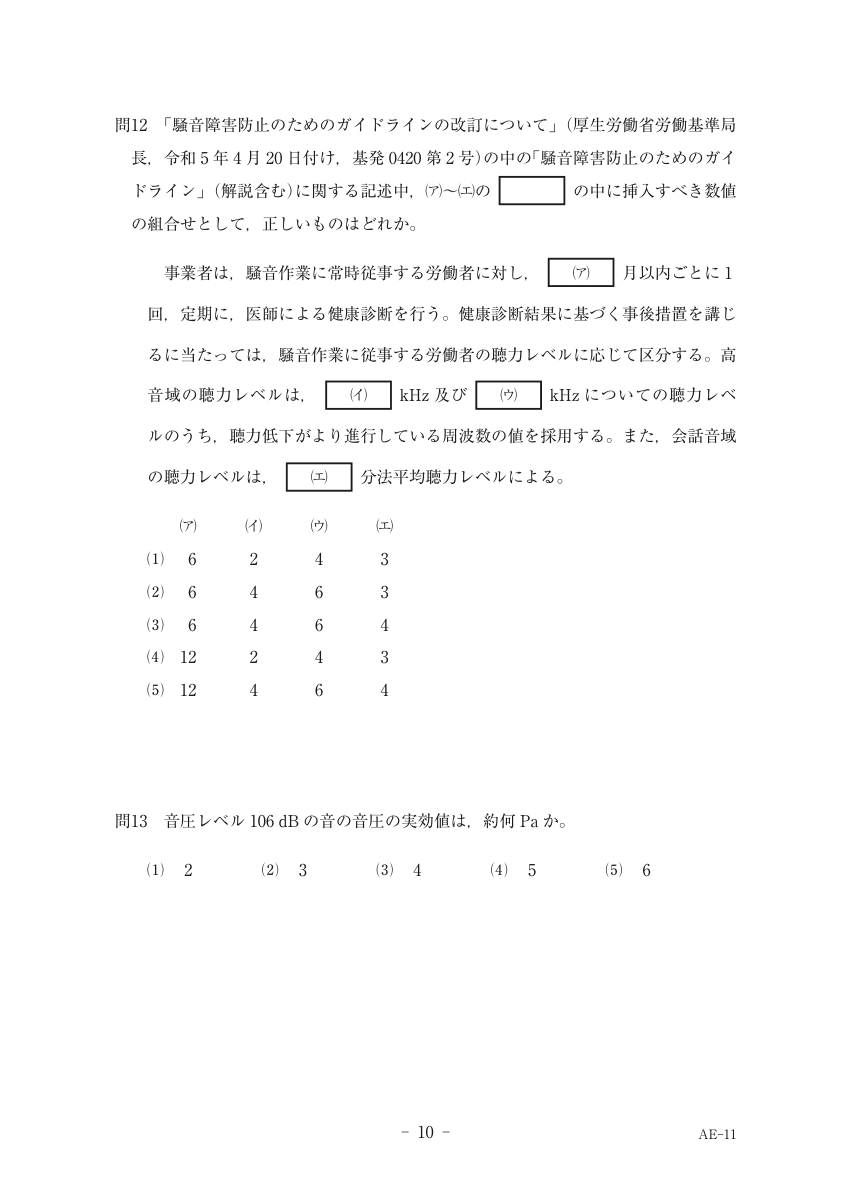 問12 「騒音障害防止のためのガイドラインの改訂について」（厚生労働省労働基準局
長，令和５年４月20日付け，基発0420第２号）の中の「騒音障害防止のためのガイ
ドライン」（解説含む）に関する記述中，㋐～㋓の　　　の中に挿入すべき数値
の組合せとして，正しいものはどれか。
事業者は，騒音作業に常時従事する労働者に対し， (ア) 月以内ごとに１
回，定期に，医師による健康診断を行う。健康診断結果に基づく事後措置を講じ
るに当たっては，騒音作業に従事する労働者の聴力レベルに応じて区分する。高
音域の聴力レベルは， (イ) kHz 及び (ウ) kHz についての聴力レベ
ルのうち，聴力低下がより進行している周波数の値を採用する。また，会話音域
の聴力レベルは， (エ) 分法平均聴力レベルによる。
(ア) (イ) (ウ) (エ)
(1) 6 2 4 3
(2) 6 4 6 3
(3) 6 4 6 4
(4) 12 2 4 3
(5) 12 4 6 4
問13 音圧レベル 106 dB の音の音圧の実効値は，約何 Pa か。
(1) 2 (2) 3 (3) 4 (4) 5 (5) 6
− 10 −
AE−11